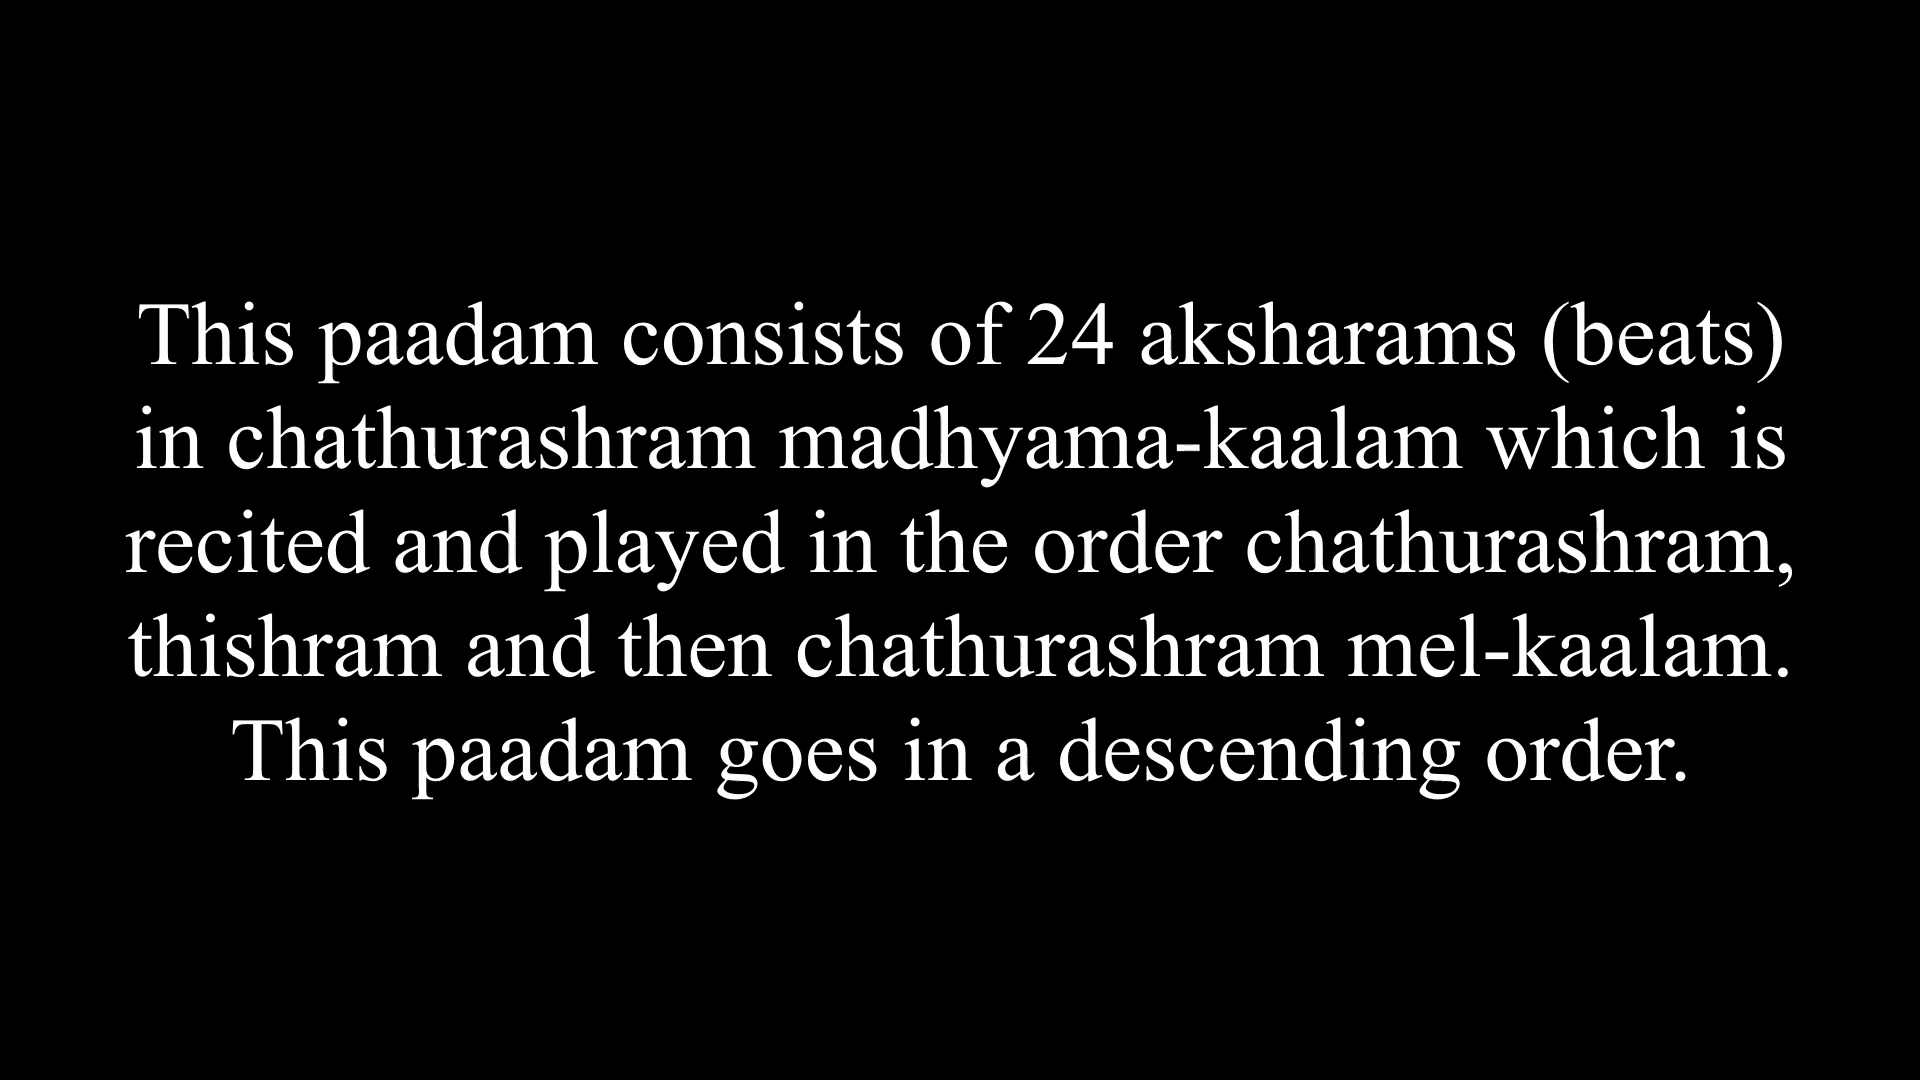 This paadam consists of 24 aksharams (beats)
in chathurashram madhyama-kaalam which is
recited and played in the order chathurashram,
thishram and then chathurashram mel-kaalam.
This paadam goes in a descending order.